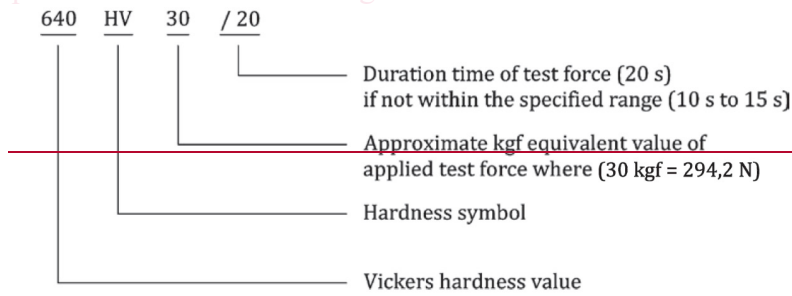 640 HV 30 / 20
Duration time of test force (20 s)
if not within the specified range (10 s to 15 s)
Approximate kgf equivalent value of
applied test force where (30 kgf = 294,2 N)
Hardness symbol
Vickers hardness value